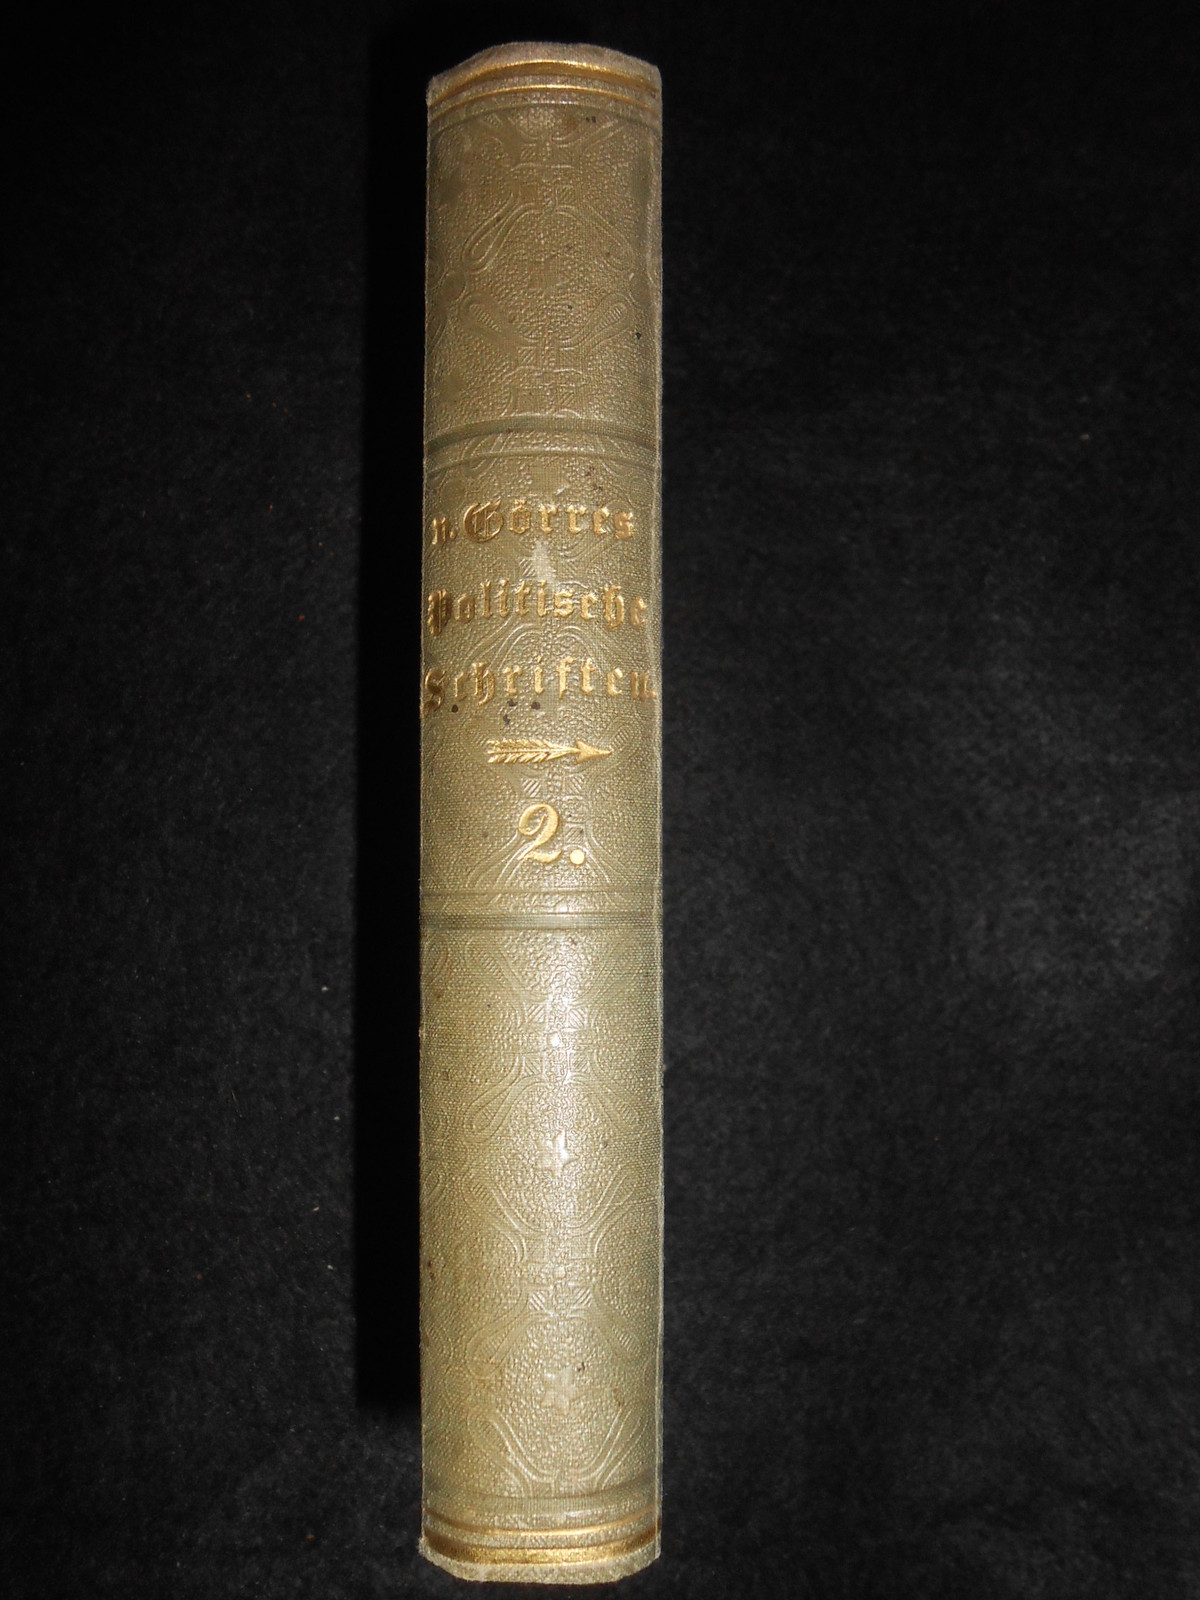 v. Görres
Politische
Schriften.
2.